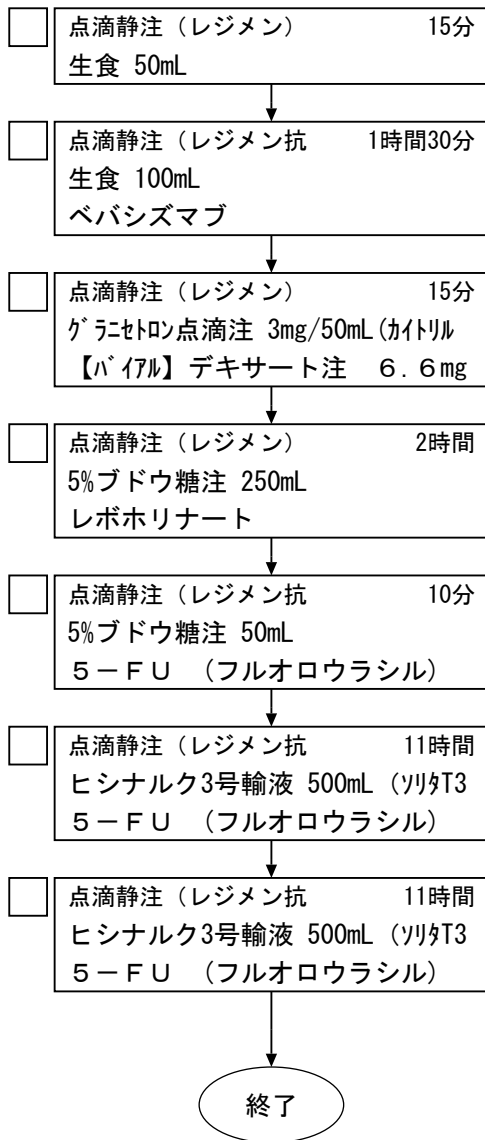 点滴静注（レジメン） 15分
生食 50mL
点滴静注（レジメン抗 1時間30分
生食 100mL
ベバシズマブ
点滴静注（レジメン） 15分
ｸﾞﾗﾆｾﾄﾛﾝ点滴注 3mg/50mL(ｶｲﾄﾘﾙ
【ﾊﾞｲｱﾙ】デキサート注　６．６mg
点滴静注（レジメン） 2時間
5%ブドウ糖注 250mL
レボホリナート
点滴静注（レジメン抗 10分
5%ブドウ糖注 50mL
５－ＦＵ　（フルオロウラシル）
点滴静注（レジメン抗 11時間
ヒシナルク3号輸液 500mL（ｿﾘﾀT3
５－ＦＵ　（フルオロウラシル）
点滴静注（レジメン抗 11時間
ヒシナルク3号輸液 500mL（ｿﾘﾀT3
５－ＦＵ　（フルオロウラシル）
終了